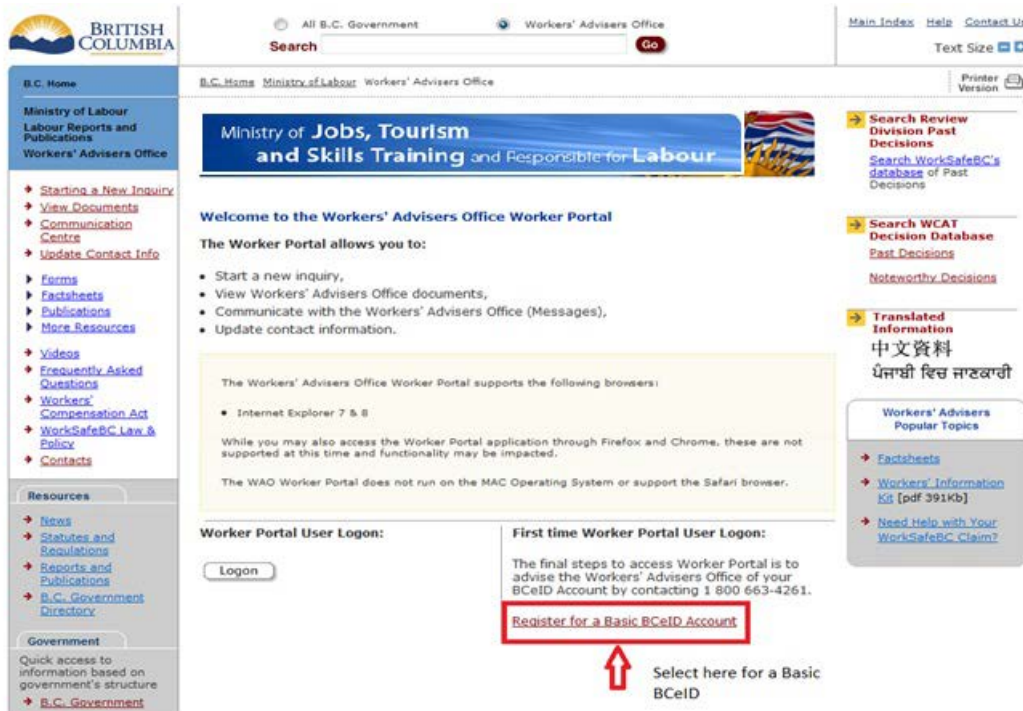 BRITISH
COLUMBIA
All B.C. Government
Workers' Advisers Office
Search
Go
Main Index Help Contact Us
Text Size
B.C. Home
B.C. Home Ministry of Labour Workers' Advisers Office
Printer
Version
Ministry of Labour
Labour Reports and
Publications
Workers' Advisers Office
Starting a New Inquiry
View Documents
Communication
Centre
Update Contact Info
Forms
Factsheets
Publications
More Resources
Videos
Frequently Asked
Questions
Workers'
Compensation Act
WorkSafeBC Law &
Policy
Contacts
Resources
News
Statutes and
Regulations
Reports and
Publications
B.C. Government
Directory
Government
Quick access to
information based on
government's structure
B.C. Government
Ministry of Jobs, Tourism
and Skills Training and Responsible for Labour
Welcome to the Workers' Advisers Office Worker Portal
The Worker Portal allows you to:
Start a new inquiry,
View Workers' Advisers Office documents,
Communicate with the Workers' Advisers Office (Messages),
Update contact information.
The Workers' Advisers Office Worker Portal supports the following browsers:
Internet Explorer 7 & 8
While you may also access the Worker Portal application through Firefox and Chrome, these are not
supported at this time and functionality may be impacted.
The WAO Worker Portal does not run on the MAC Operating System or support the Safari browser.
Worker Portal User Logon:
Logon
First time Worker Portal User Logon:
The final steps to access Worker Portal is to
advise the Workers' Advisers Office of your
BCeID Account by contacting 1 800 663-4261.
Register for a Basic BCeID Account
Select here for a Basic
BCeID
Search Review
Division Past
Decisions
Search WorkSafeBC's
database of Past
Decisions
Search WCAT
Decision Database
Past Decisions
Noteworthy Decisions
Translated
Information
中文資料
ਪੰਜਾਬੀ ਵਿਚ ਜਾਣਕਾਰੀ
Workers' Advisers
Popular Topics
Factsheets
Workers' Information
Kit [pdf 391Kb]
Need Help with Your
WorkSafeBC Claim?